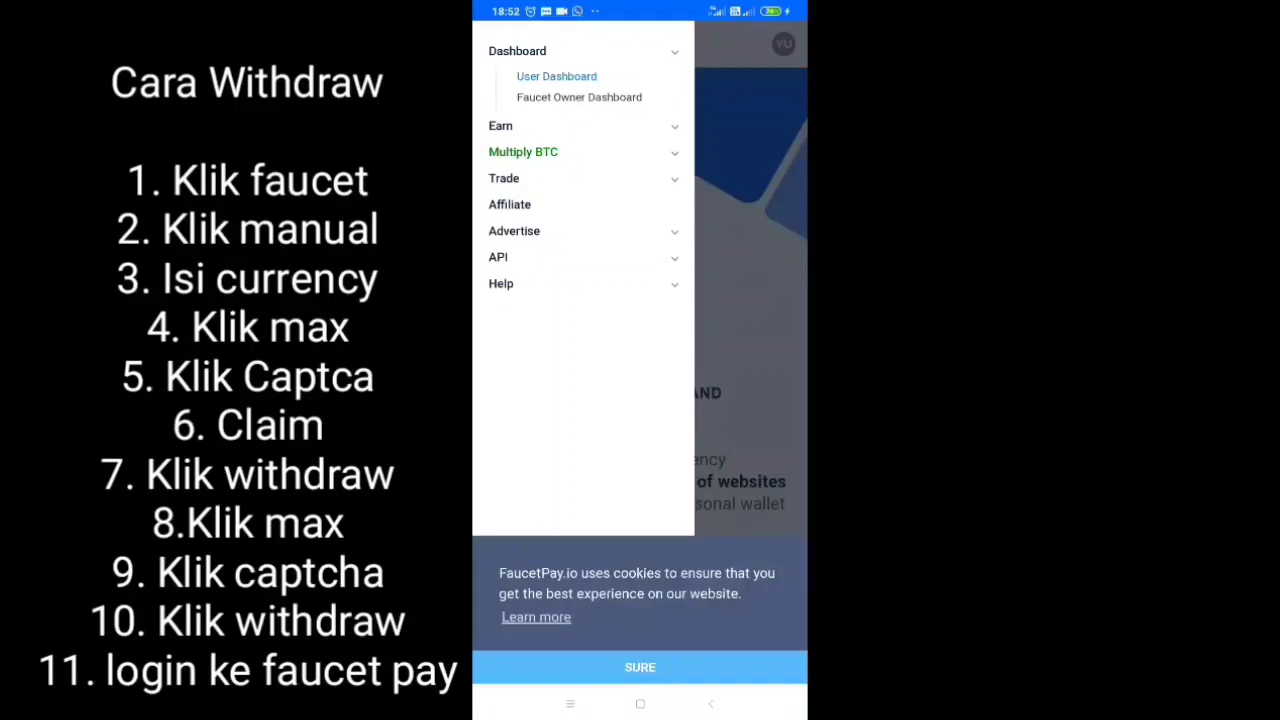 Cara Withdraw
1. Klik faucet
2. Klik manual
3. Isi currency
4. Klik max
5. Klik Captca
6. Claim
7. Klik withdraw
8.Klik max
9. Klik captcha
10. Klik withdraw
11. login ke faucet pay
18:52
YU
Dashboard
User Dashboard
Faucet Owner Dashboard
Earn
Multiply BTC
Trade
Affiliate
Advertise
API
Help
AND
ency
of websites
sonal wallet
FaucetPay.io uses cookies to ensure that you
get the best experience on our website.
Learn more
SURE